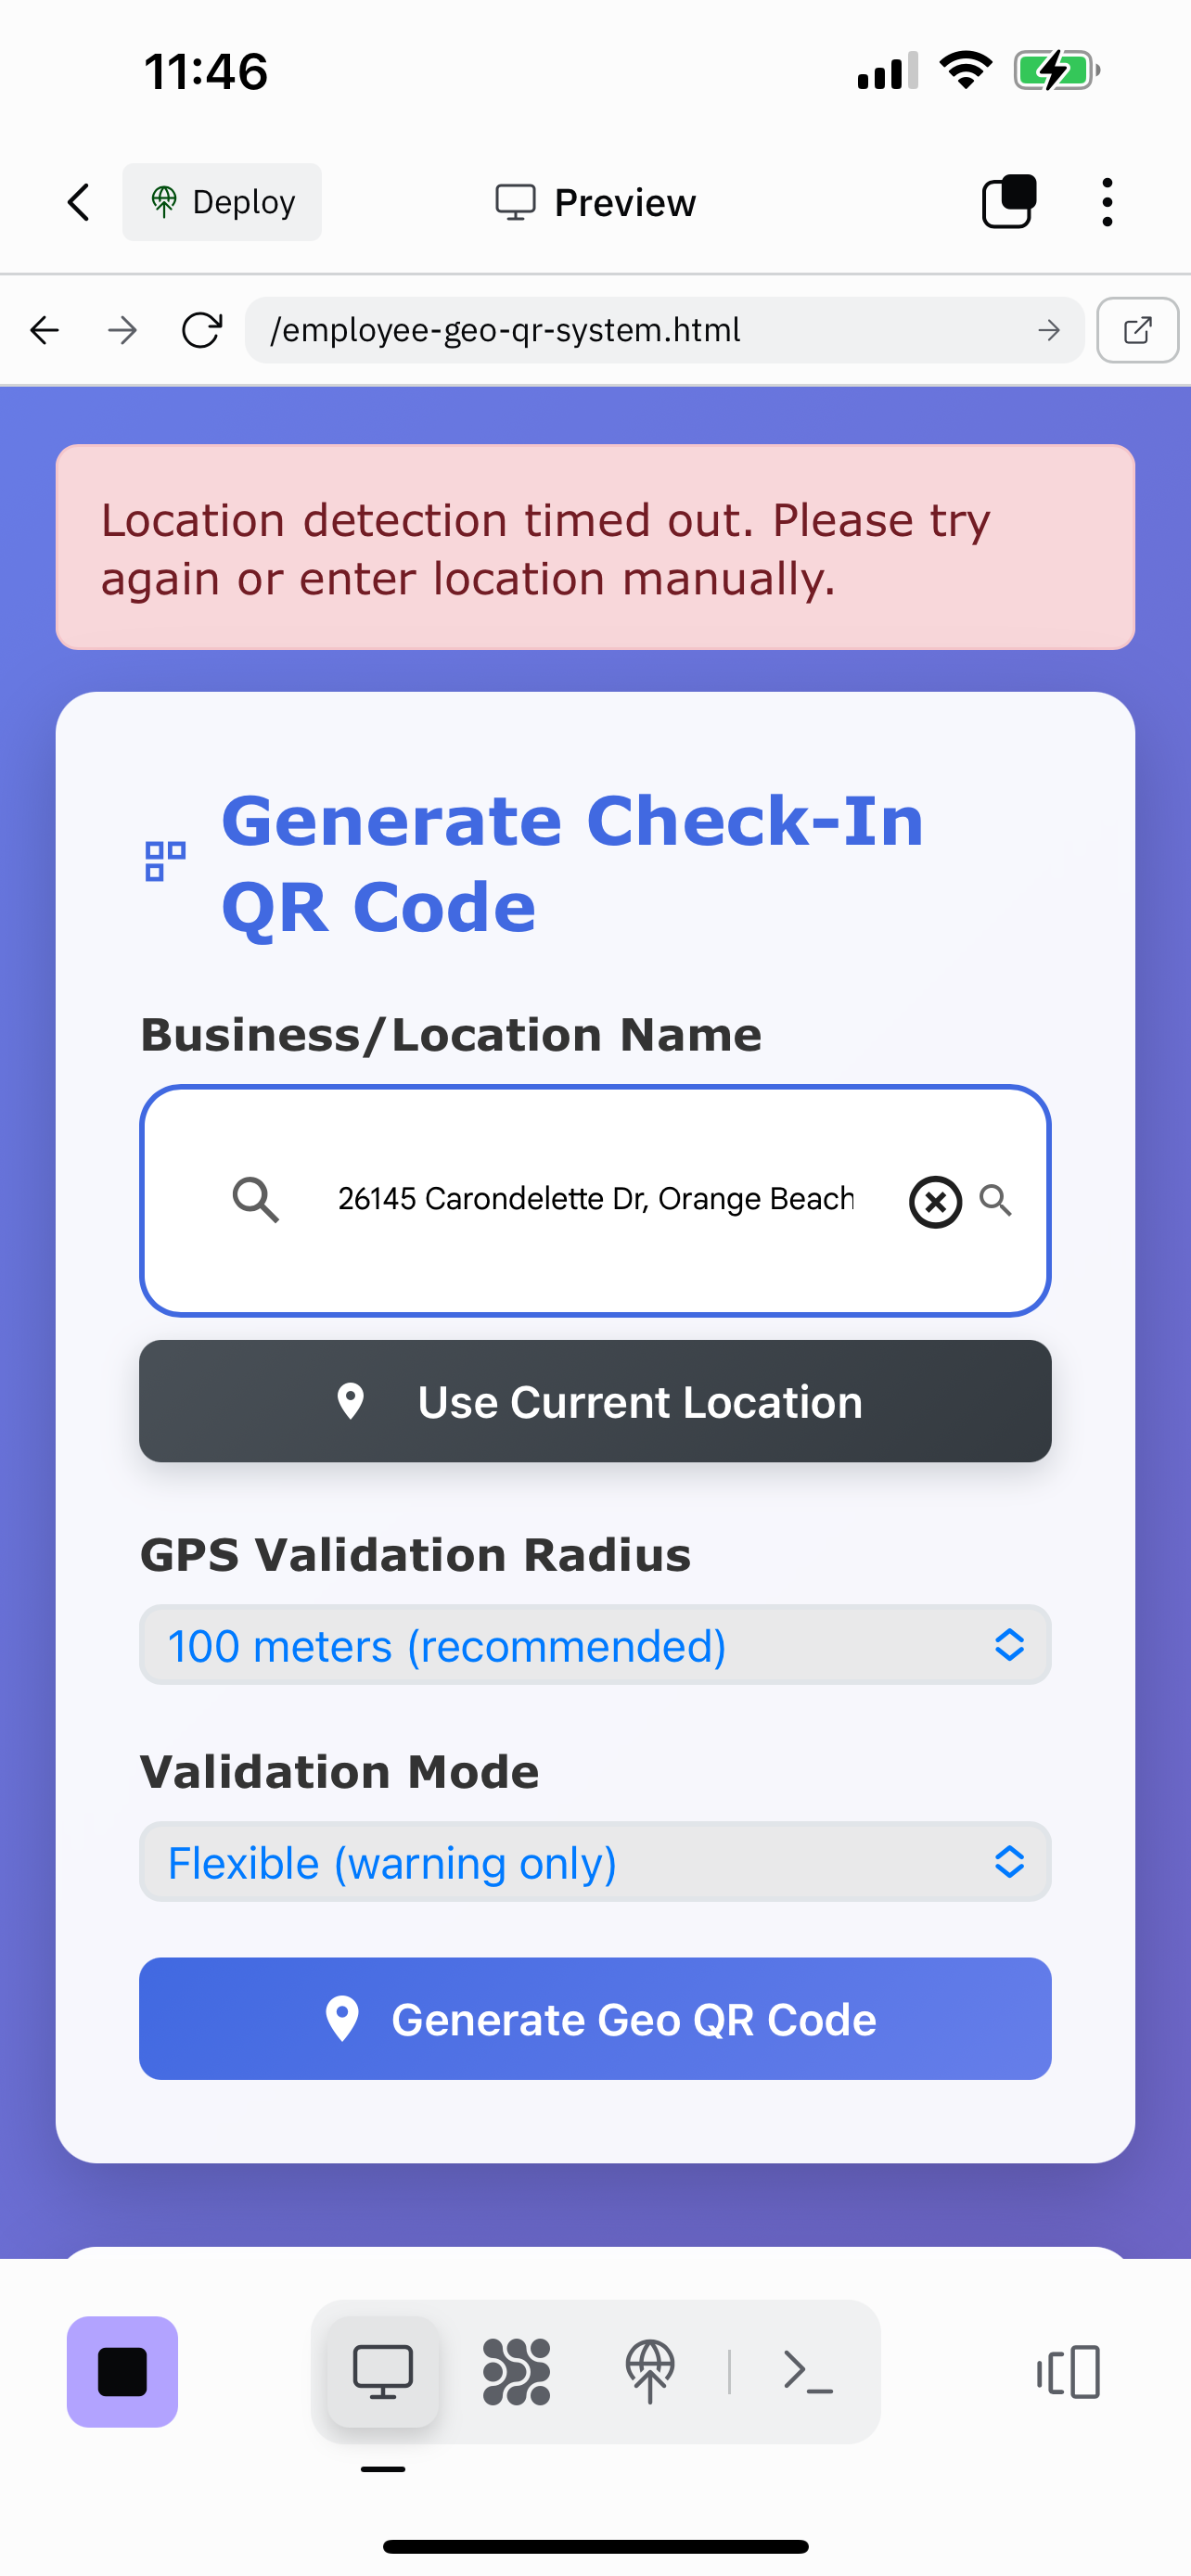 11:46
Deploy
Preview
/employee-geo-qr-system.html
Location detection timed out. Please try
again or enter location manually.
Generate Check-In
QR Code
Business/Location Name
26145 Carondelette Dr, Orange Beach
Use Current Location
GPS Validation Radius
100 meters (recommended)
Validation Mode
Flexible (warning only)
Generate Geo QR Code